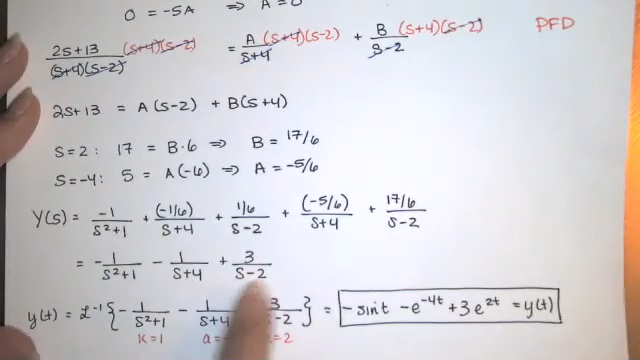 0 = -5A ⟹ A = 0
(2s+13)/((s+4)(s-2)) (s+4)(s-2) = A/(s+4) (s+4)(s-2) + B/(s-2) (s+4)(s-2) PFD
2s+13 = A(s-2) + B(s+4)
s=2: 17 = B·6 ⟹ B = 17/6
s=-4: 5 = A(-6) ⟹ A = -5/6
Y(s) = -1/(s²+1) + (-1/6)/(s+4) + 1/6/(s-2) + (-5/6)/(s+4) + 17/6/(s-2)
= -1/(s²+1) - 1/(s+4) + 3/(s-2)
y(t) = ℒ⁻¹{-1/(s²+1) - 1/(s+4) 3/(s-2)} = -sint - e^(-4t) + 3e^(2t) = y(t)
k=1 a=- =2